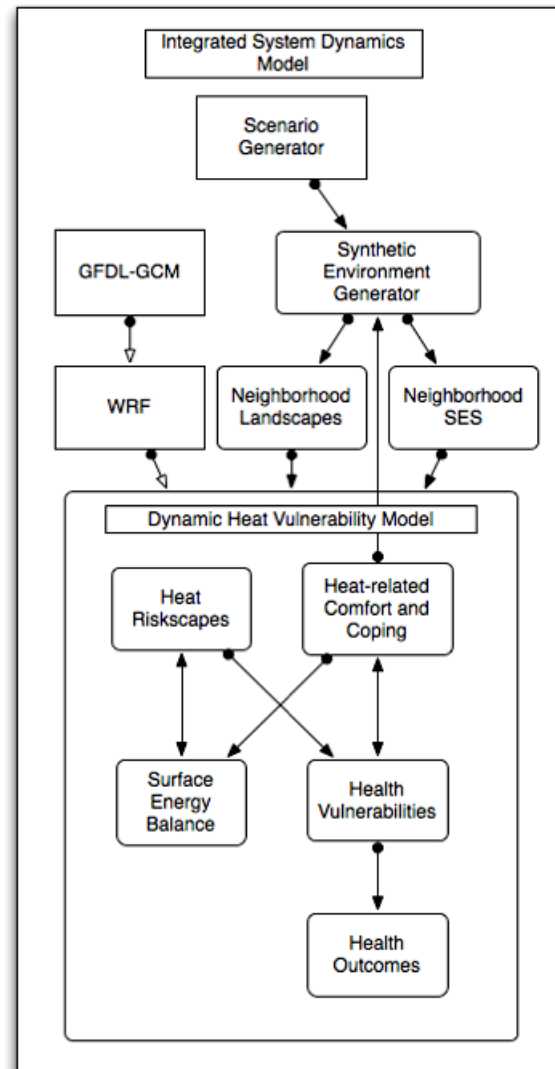 Integrated System Dynamics
Model
Scenario
Generator
GFDL-GCM
Synthetic
Environment
Generator
WRF
Neighborhood
Landscapes
Neighborhood
SES
Dynamic Heat Vulnerability Model
Heat
Riskscapes
Heat-related
Comfort and
Coping
Surface
Energy
Balance
Health
Vulnerabilities
Health
Outcomes